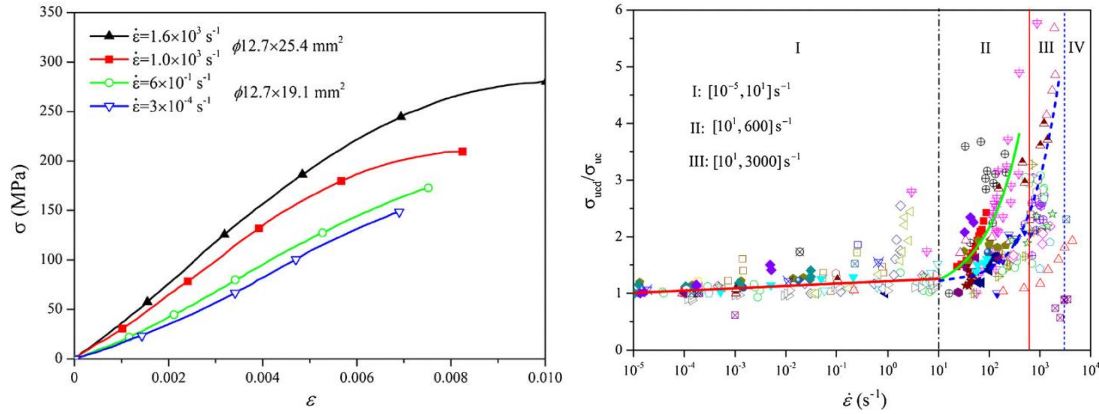 350
300
250
200
150
100
50
0
σ (MPa)
ε̇=1.6×10³ s⁻¹
ε̇=1.0×10³ s⁻¹
ϕ12.7×25.4 mm²
ε̇=6×10⁻¹ s⁻¹
ε̇=3×10⁻⁴ s⁻¹
ϕ12.7×19.1 mm²
0 0.002 0.004 0.006 0.008 0.010
ε
6
5
4
3
2
1
0
σucd/σuc
I II III IV
I: [10⁻⁵, 10¹]s⁻¹
II: [10¹, 600]s⁻¹
III: [10¹, 3000]s⁻¹
10⁻⁵ 10⁻⁴ 10⁻³ 10⁻² 10⁻¹ 10⁰ 10¹ 10² 10³ 10⁴
ε̇ (s⁻¹)